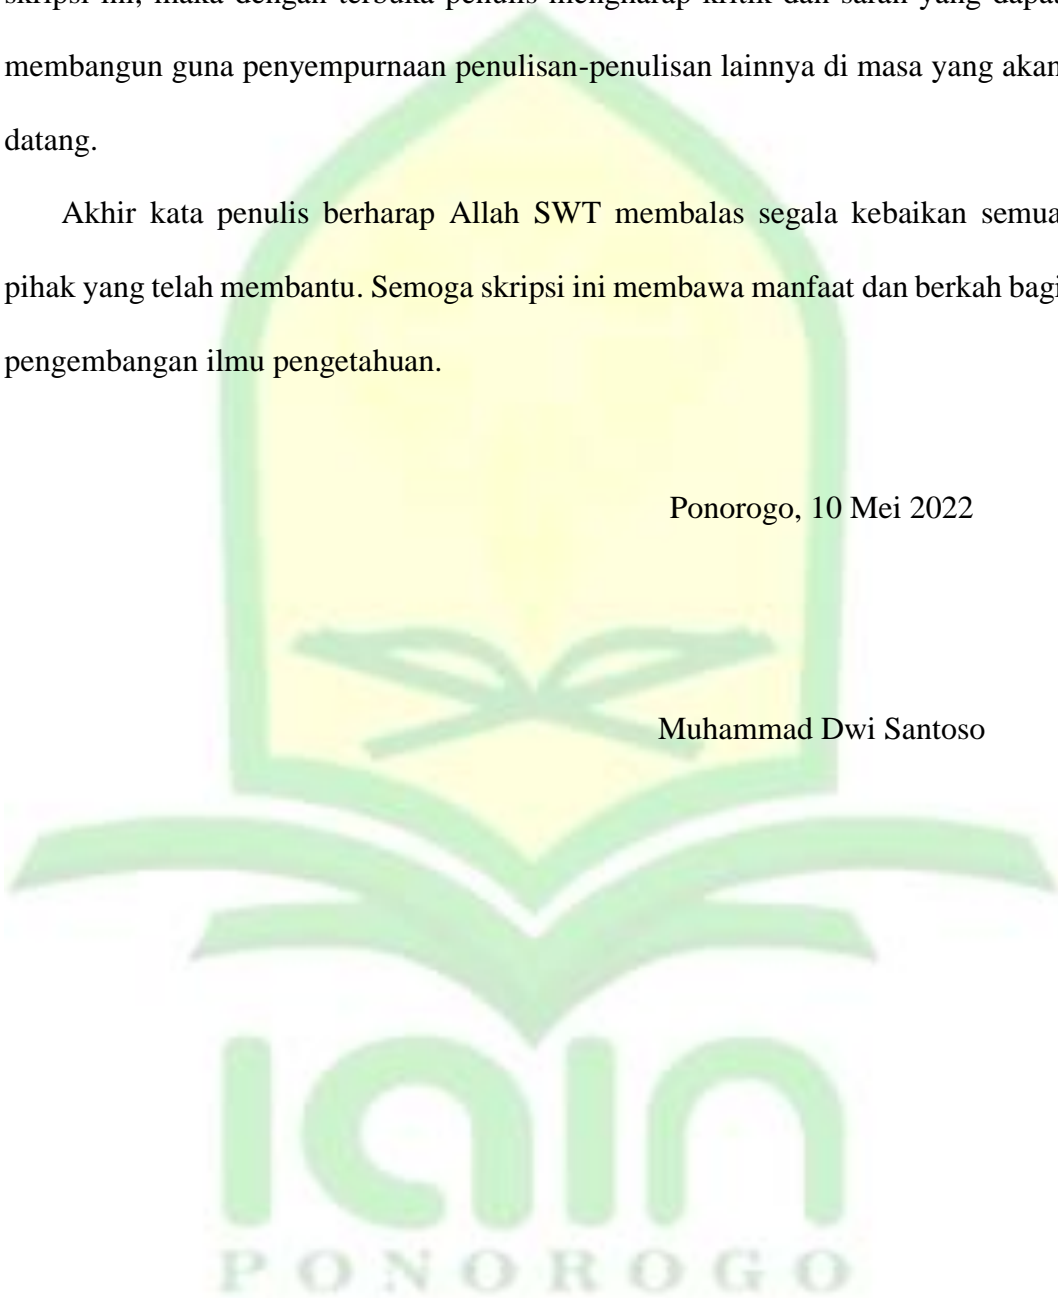 skripsi ini, maka dengan terbuka penulis mengharap kritik dan saran yang dapat
membangun guna penyempurnaan penulisan-penulisan lainnya di masa yang akan
datang.
Akhir kata penulis berharap Allah SWT membalas segala kebaikan semua
pihak yang telah membantu. Semoga skripsi ini membawa manfaat dan berkah bagi
pengembangan ilmu pengetahuan.
Ponorogo, 10 Mei 2022
Muhammad Dwi Santoso
iain
PONOROGO